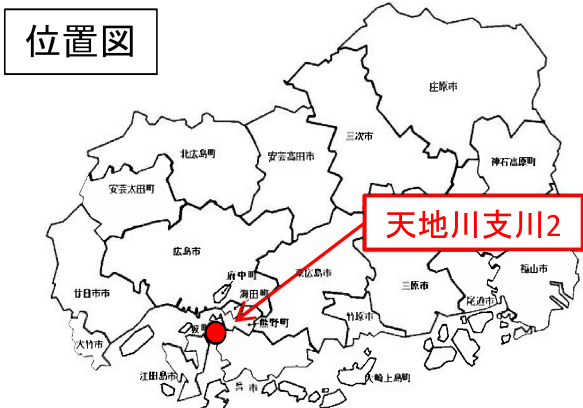 位置図
庄原市
三次市
北広島町
安芸高田市
神石高原町
安芸太田町
天地川支川2
広島市
府中町
東広島市
福山市
海田町
三原市
廿日市市
尾道市
竹原市
熊野町
坂町
大竹市
江田島市
呉市
大崎上島町